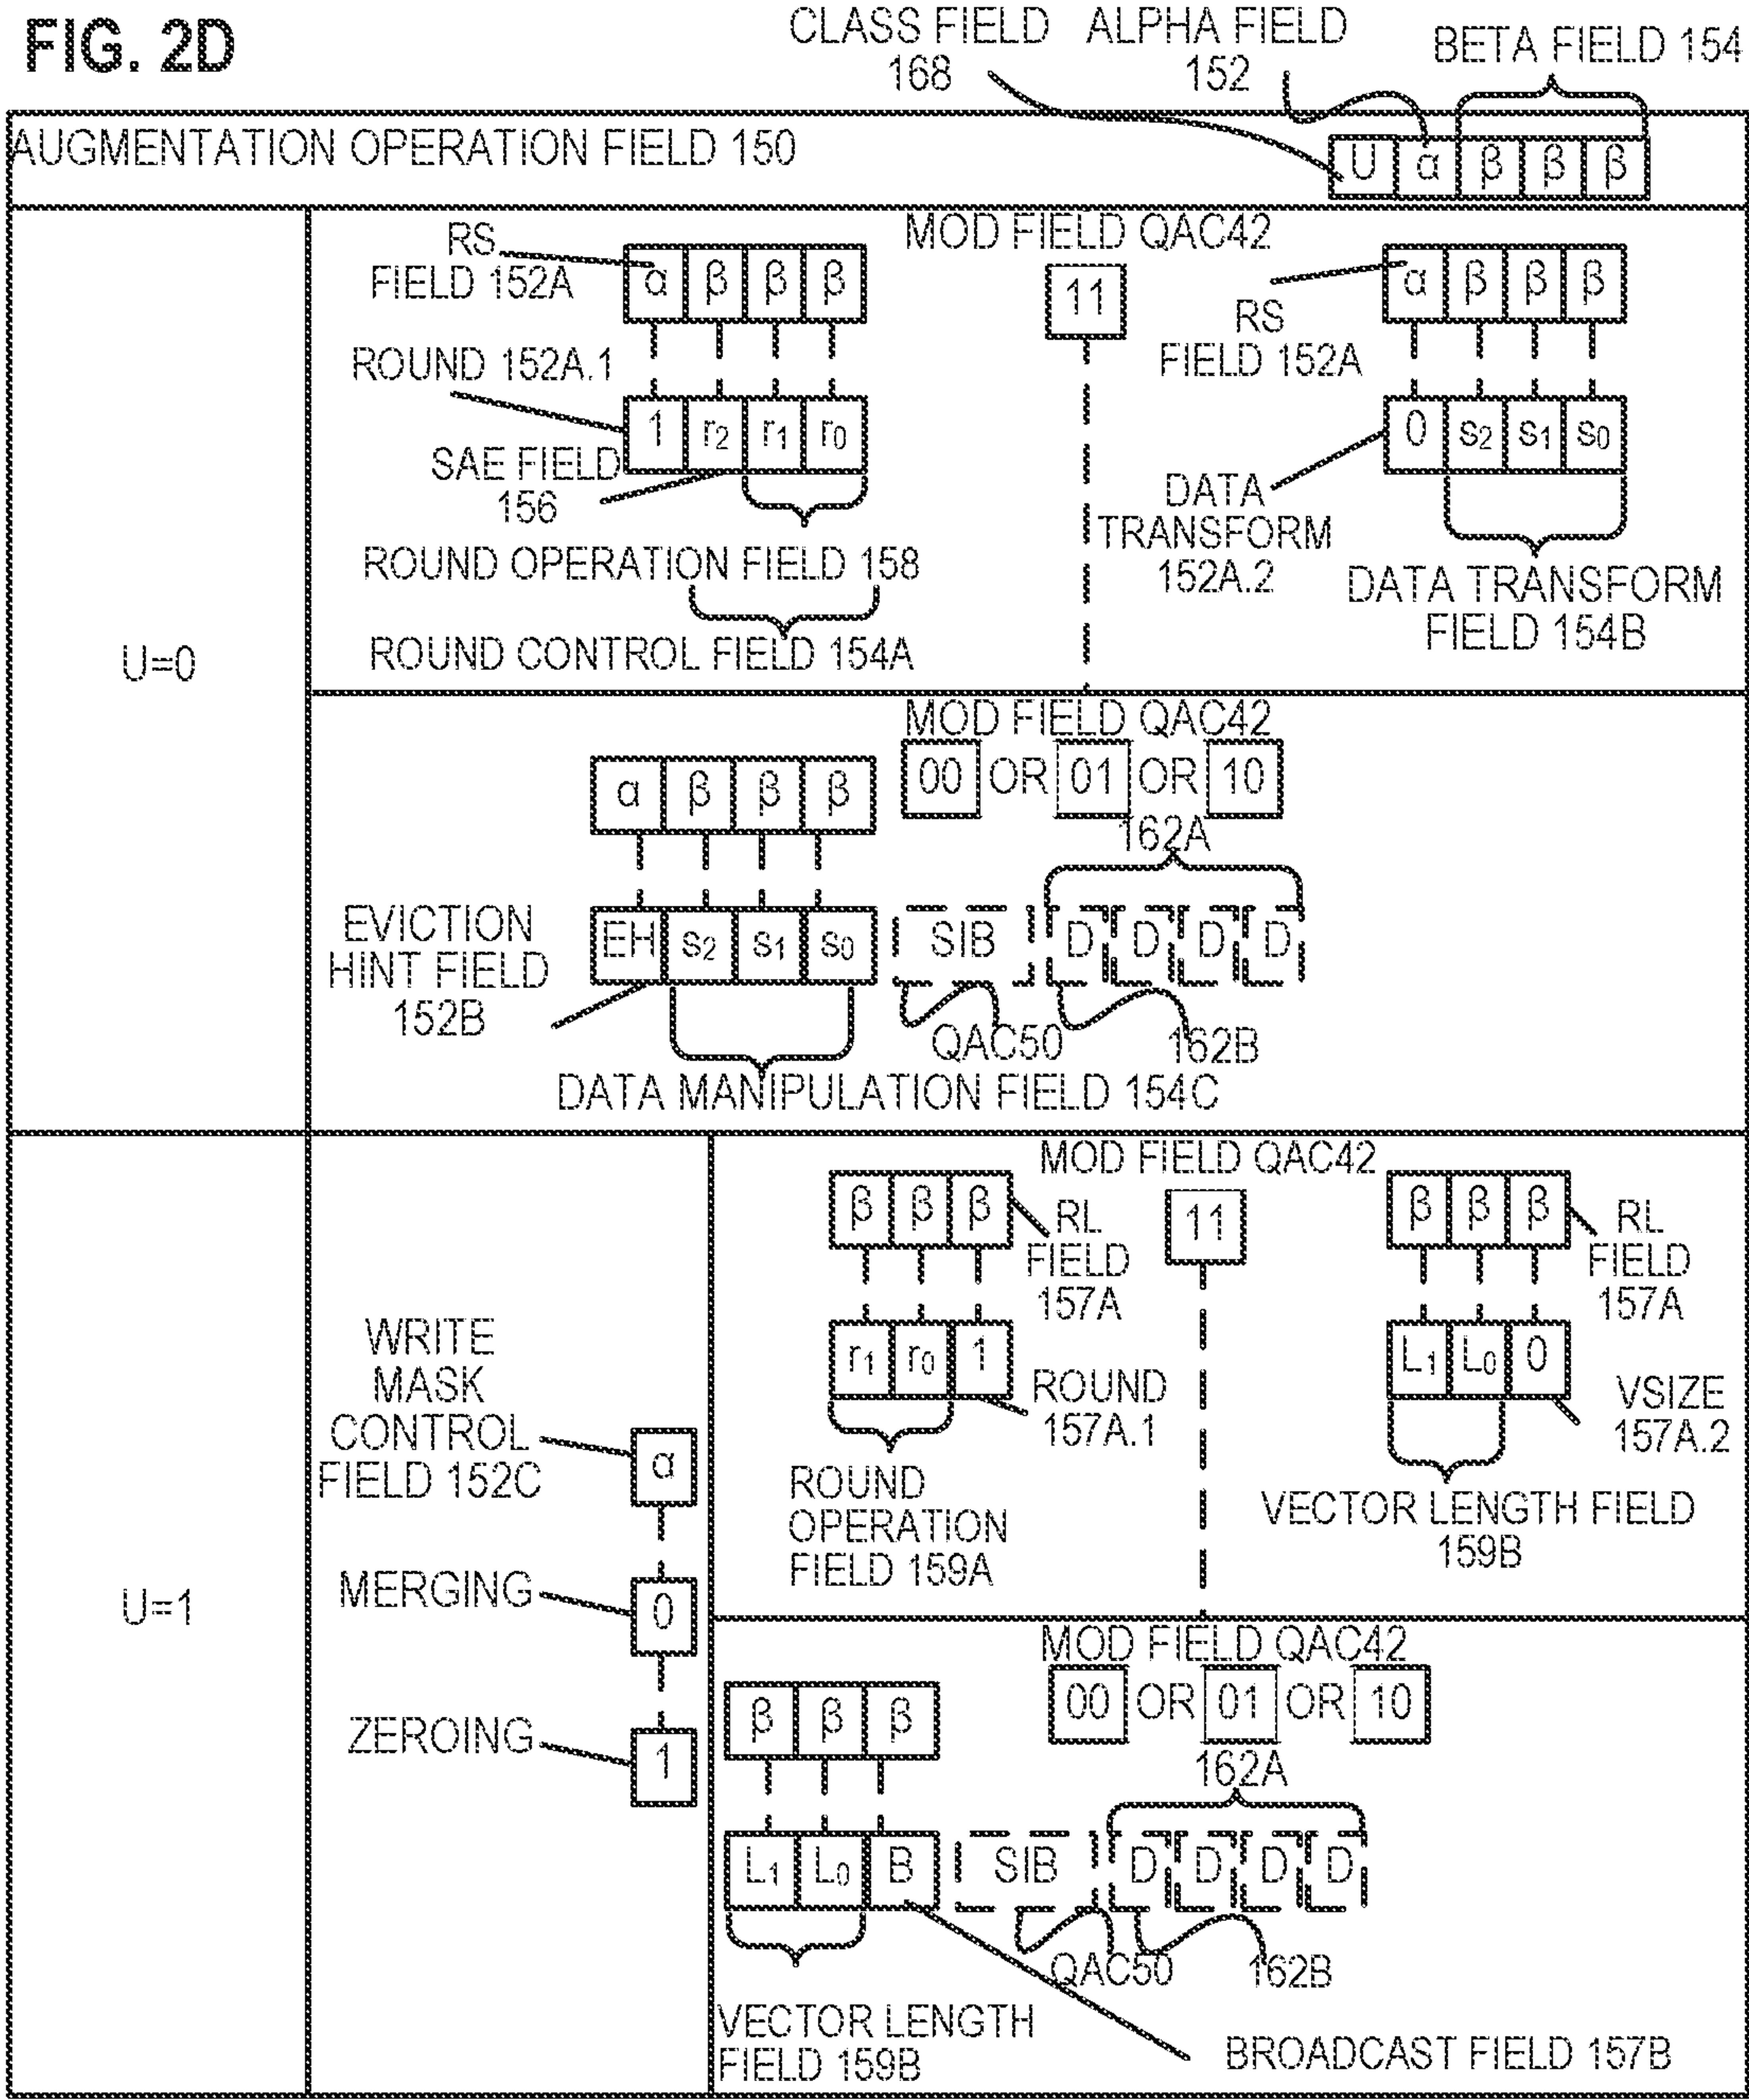 FIG. 2D
CLASS FIELD
168
ALPHA FIELD
152
BETA FIELD 154
AUGMENTATION OPERATION FIELD 150
U α β β β
U=0
MOD FIELD QAC42
11
RS
FIELD 152A
α β β β
ROUND 152A.1
1 r2 r1 r0
SAE FIELD
156
ROUND OPERATION FIELD 158
ROUND CONTROL FIELD 154A
α β β β
RS
FIELD 152A
0 s2 s1 s0
DATA
TRANSFORM
152A.2
DATA TRANSFORM
FIELD 154B
MOD FIELD QAC42
00 OR 01 OR 10
α β β β
162A
EVICTION
HINT FIELD
152B
EH s2 s1 s0 SIB D D D D
QAC50
162B
DATA MANIPULATION FIELD 154C
U=1
WRITE
MASK
CONTROL
FIELD 152C
α
MERGING
0
ZEROING
1
MOD FIELD QAC42
11
β β β
RL
FIELD
157A
r1 r0 1
ROUND
157A.1
ROUND
OPERATION
FIELD 159A
β β β
RL
FIELD
157A
L1 L0 0
VSIZE
157A.2
VECTOR LENGTH FIELD
159B
MOD FIELD QAC42
00 OR 01 OR 10
β β β
162A
L1 L0 B SIB D D D D
QAC50
162B
VECTOR LENGTH
FIELD 159B
BROADCAST FIELD 157B